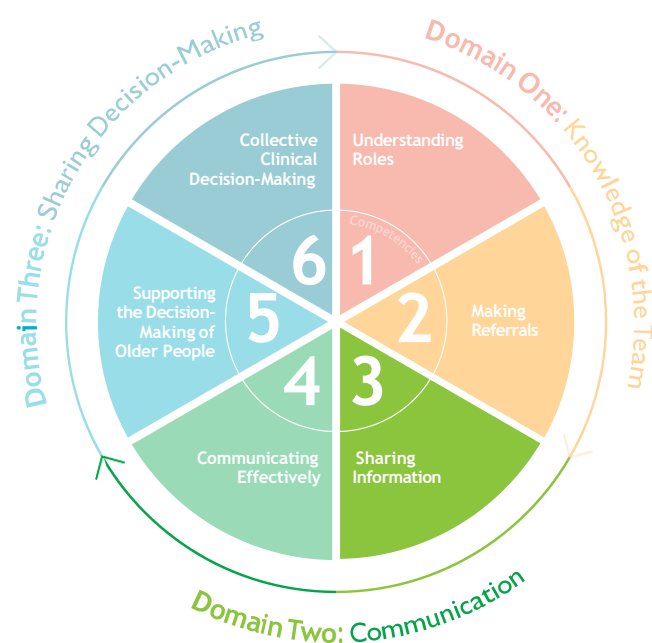 Domain One: Knowledge of the Team
Understanding
Roles
Competencies
1
2
Making
Referrals
3
Sharing
Information
Domain Two: Communication
4
Communicating
Effectively
5
Supporting
the Decision-
Making of
Older People
Domain Three: Sharing Decision-Making
6
Collective
Clinical
Decision-Making